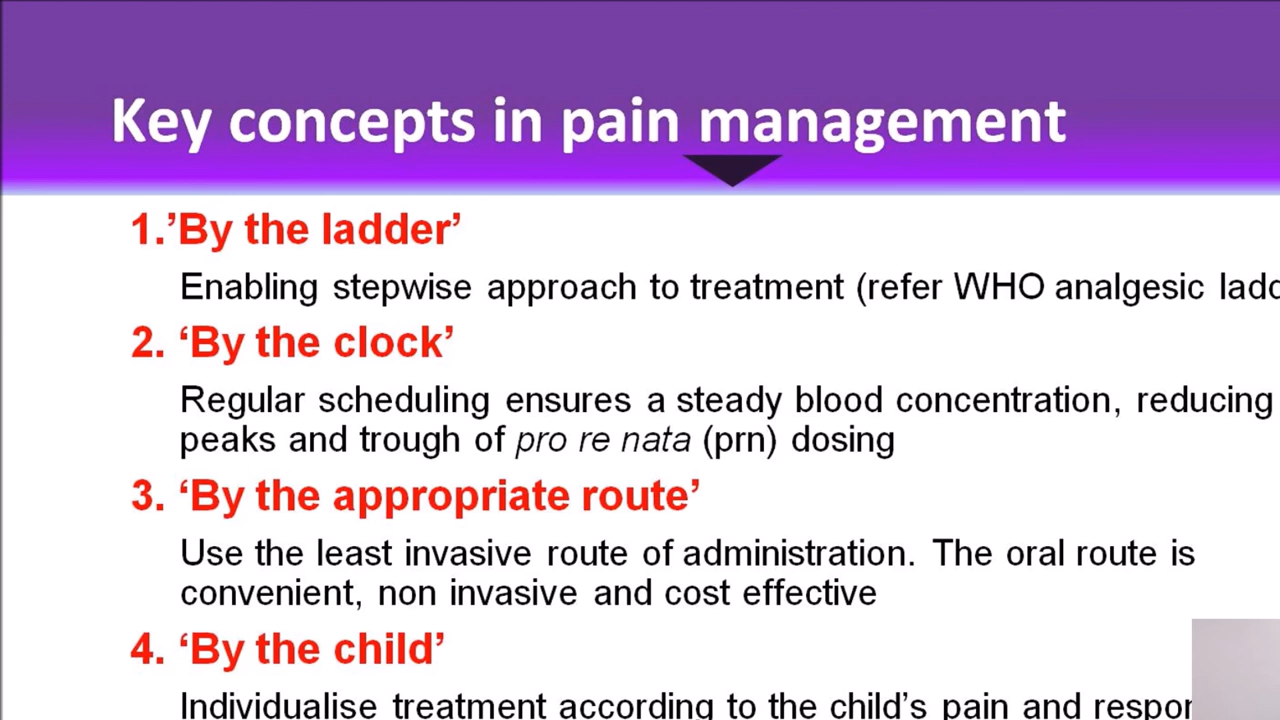 Key concepts in pain management
1.’By the ladder’
Enabling stepwise approach to treatment (refer WHO analgesic
2. ‘By the clock’
Regular scheduling ensures a steady blood concentration, reducing
peaks and trough of pro re nata (prn) dosing
3. ‘By the appropriate route’
Use the least invasive route of administration. The oral route is
convenient, non invasive and cost effective
4. ‘By the child’
Individualise treatment according to the child’s pain and